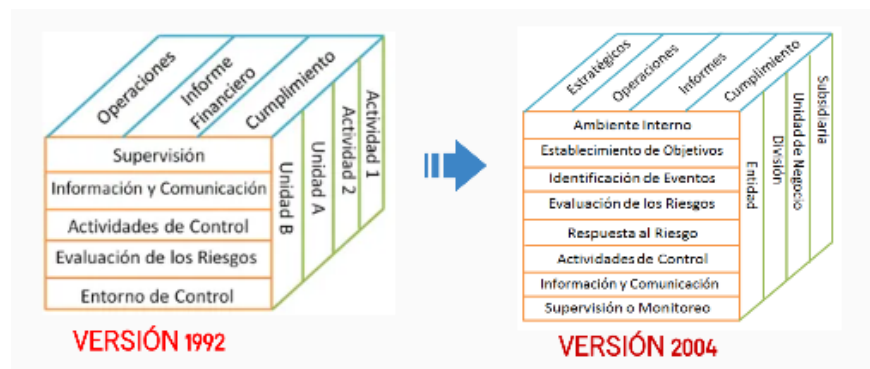 Operaciones
Informe
Financiero
Cumplimiento
Supervisión
Información y Comunicación
Actividades de Control
Evaluación de los Riesgos
Entorno de Control
Unidad B
Unidad A
Actividad 2
Actividad 1
VERSIÓN 1992
Estratégicos
Operaciones
Informes
Cumplimiento
Ambiente Interno
Establecimiento de Objetivos
Identificación de Eventos
Evaluación de los Riesgos
Respuesta al Riesgo
Actividades de Control
Información y Comunicación
Supervisión o Monitoreo
Entidad
División
Unidad de Negocio
Subsidiaria
VERSIÓN 2004